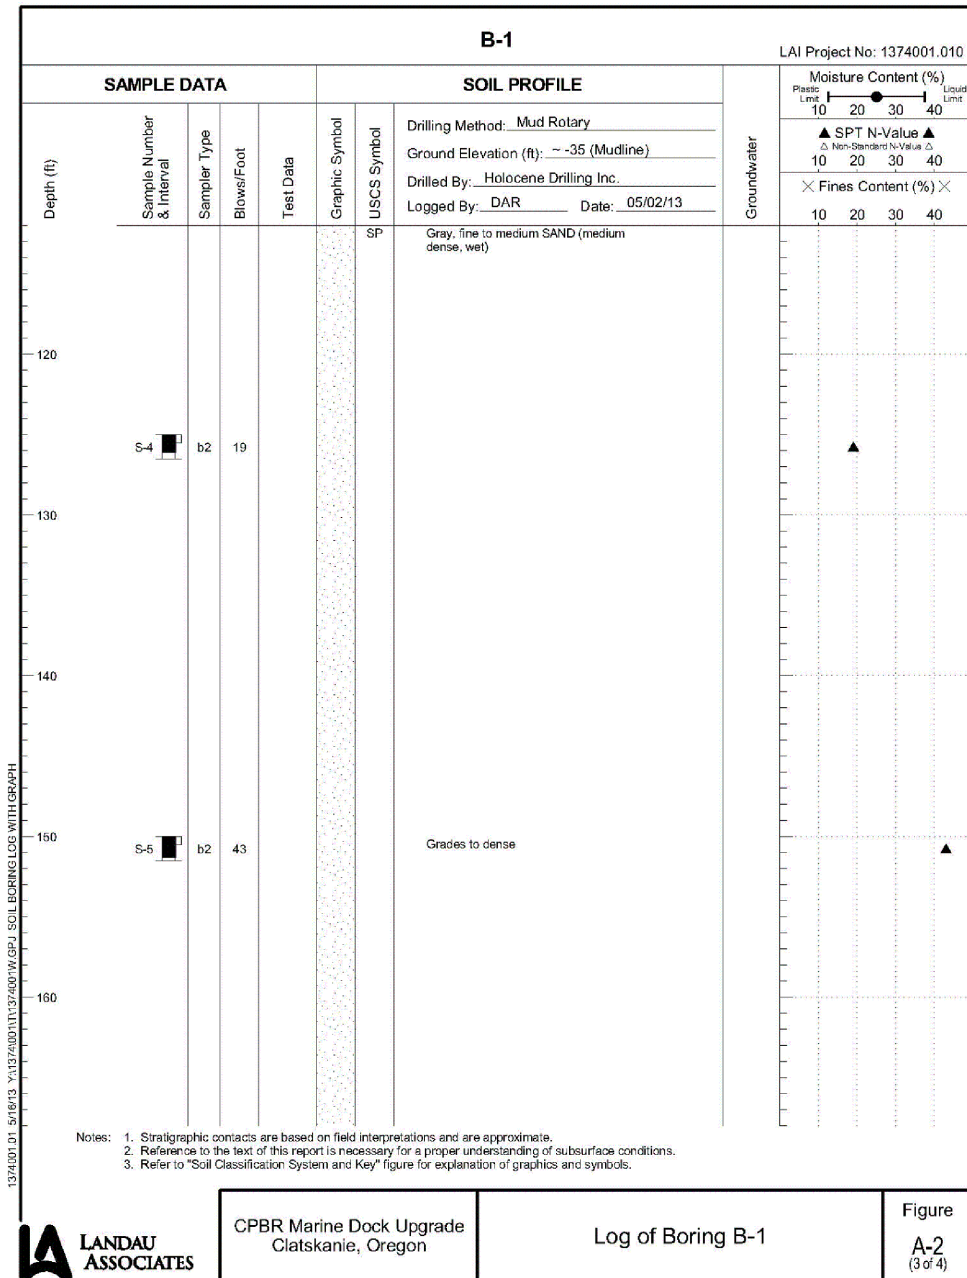 B-1
LAI Project No: 1374001.010
SAMPLE DATA
SOIL PROFILE
Moisture Content (%)
Plastic Limit
Liquid Limit
10 20 30 40
▲ SPT N-Value ▲
△ Non-Standard N-Value △
× Fines Content (%) ×
10 20 30 40
Depth (ft)
Sample Number
& Interval
Sampler Type
Blows/Foot
Test Data
Graphic Symbol
USCS Symbol
Drilling Method: Mud Rotary
Ground Elevation (ft): ~ -35 (Mudline)
Drilled By: Holocene Drilling Inc.
Logged By: DAR Date: 05/02/13
Groundwater
SP Gray, fine to medium SAND (medium
dense, wet)
120
S-4 b2 19
130
140
150
S-5 b2 43 Grades to dense
160
Notes: 1. Stratigraphic contacts are based on field interpretations and are approximate.
2. Reference to the text of this report is necessary for a proper understanding of subsurface conditions.
3. Refer to "Soil Classification System and Key" figure for explanation of graphics and symbols.
1374001.01 5/16/13 Y:\1374\001\T\1374001W.GPJ SOIL BORING LOG WITH GRAPH
LANDAU
ASSOCIATES
CPBR Marine Dock Upgrade
Clatskanie, Oregon
Log of Boring B-1
Figure
A-2
(3 of 4)